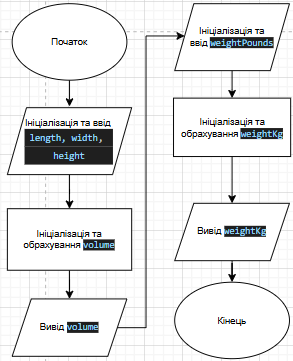 Початок
Ініціалізація та ввід
length, width,
height
Ініціалізація та
обрахування volume
Вивід volume
Ініціалізація та
ввід weightPounds
Ініціалізація та
обрахування weightKg
Вивід weightKg
Кінець